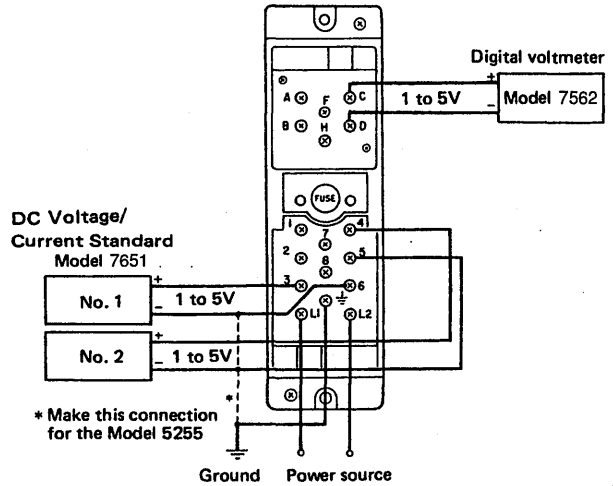 Digital voltmeter
+
A F C 1 to 5V Model 7562
−
B H D
FUSE
DC Voltage/
Current Standard
Model 7651
1 7 4
2 8 5
3 6
+
No. 1 1 to 5V
−
L1 L2
+
No. 2 1 to 5V
−
*
* Make this connection
for the Model 5255
Ground Power source